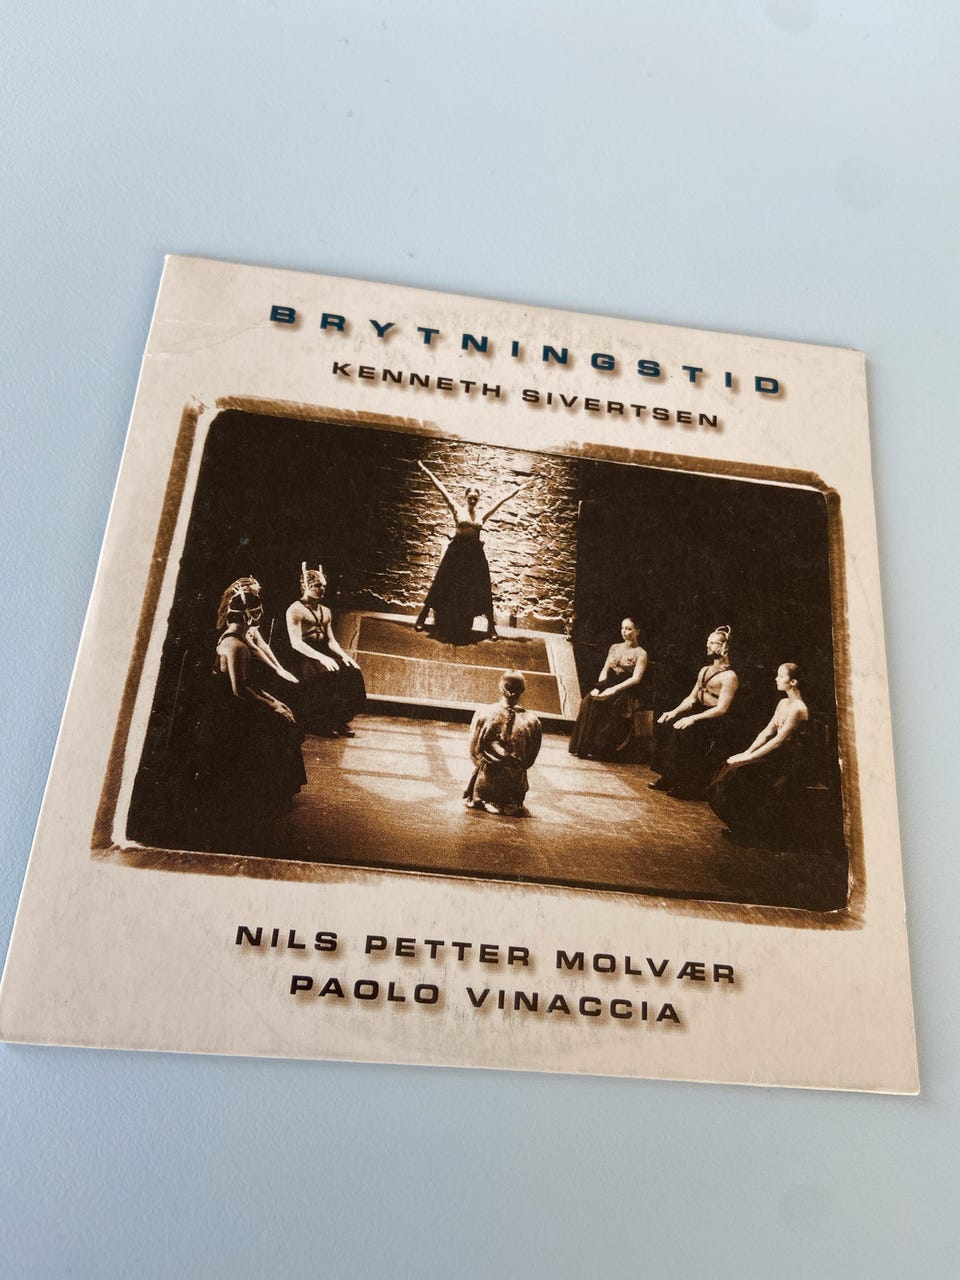 BRYTNINGSTID
KENNETH SIVERTSEN
NILS PETTER MOLVÆR
PAOLO VINACCIA